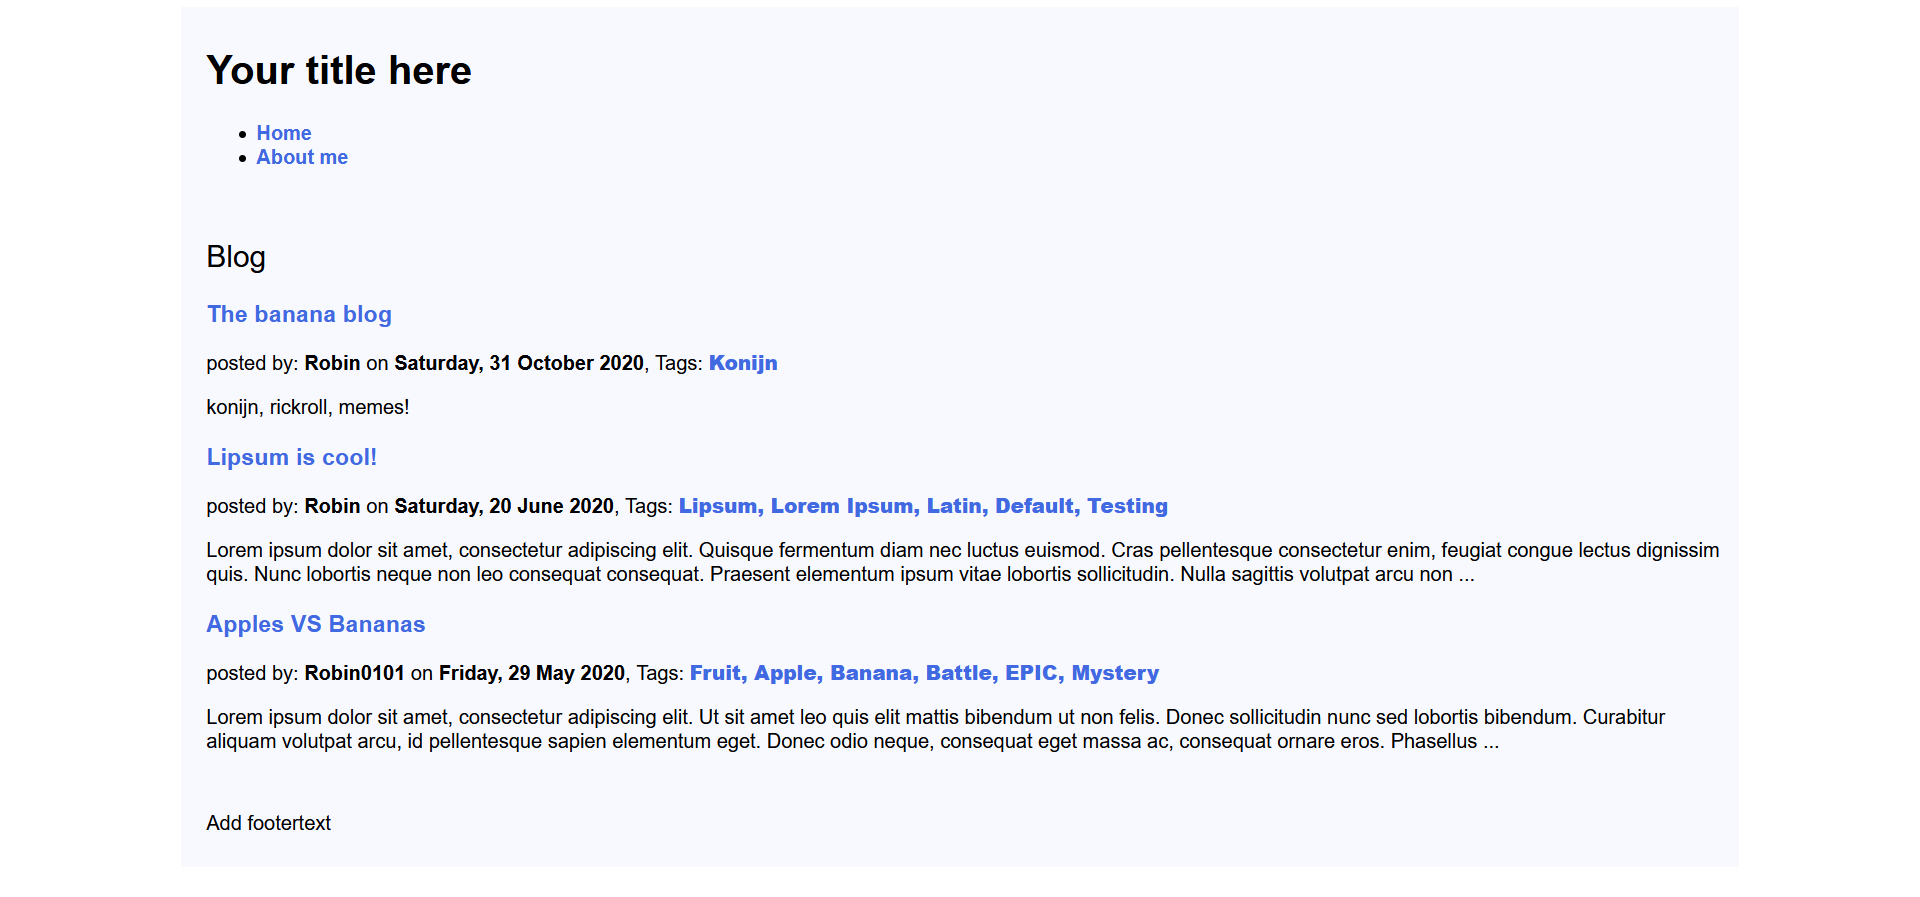 Your title here
Home
About me
Blog
The banana blog
posted by: Robin on Saturday, 31 October 2020, Tags: Konijn
konijn, rickroll, memes!
Lipsum is cool!
posted by: Robin on Saturday, 20 June 2020, Tags: Lipsum, Lorem Ipsum, Latin, Default, Testing
Lorem ipsum dolor sit amet, consectetur adipiscing elit. Quisque fermentum diam nec luctus euismod. Cras pellentesque consectetur enim, feugiat congue lectus dignissim
quis. Nunc lobortis neque non leo consequat consequat. Praesent elementum ipsum vitae lobortis sollicitudin. Nulla sagittis volutpat arcu non ...
Apples VS Bananas
posted by: Robin0101 on Friday, 29 May 2020, Tags: Fruit, Apple, Banana, Battle, EPIC, Mystery
Lorem ipsum dolor sit amet, consectetur adipiscing elit. Ut sit amet leo quis elit mattis bibendum ut non felis. Donec sollicitudin nunc sed lobortis bibendum. Curabitur
aliquam volutpat arcu, id pellentesque sapien elementum eget. Donec odio neque, consequat eget massa ac, consequat ornare eros. Phasellus ...
Add footertext